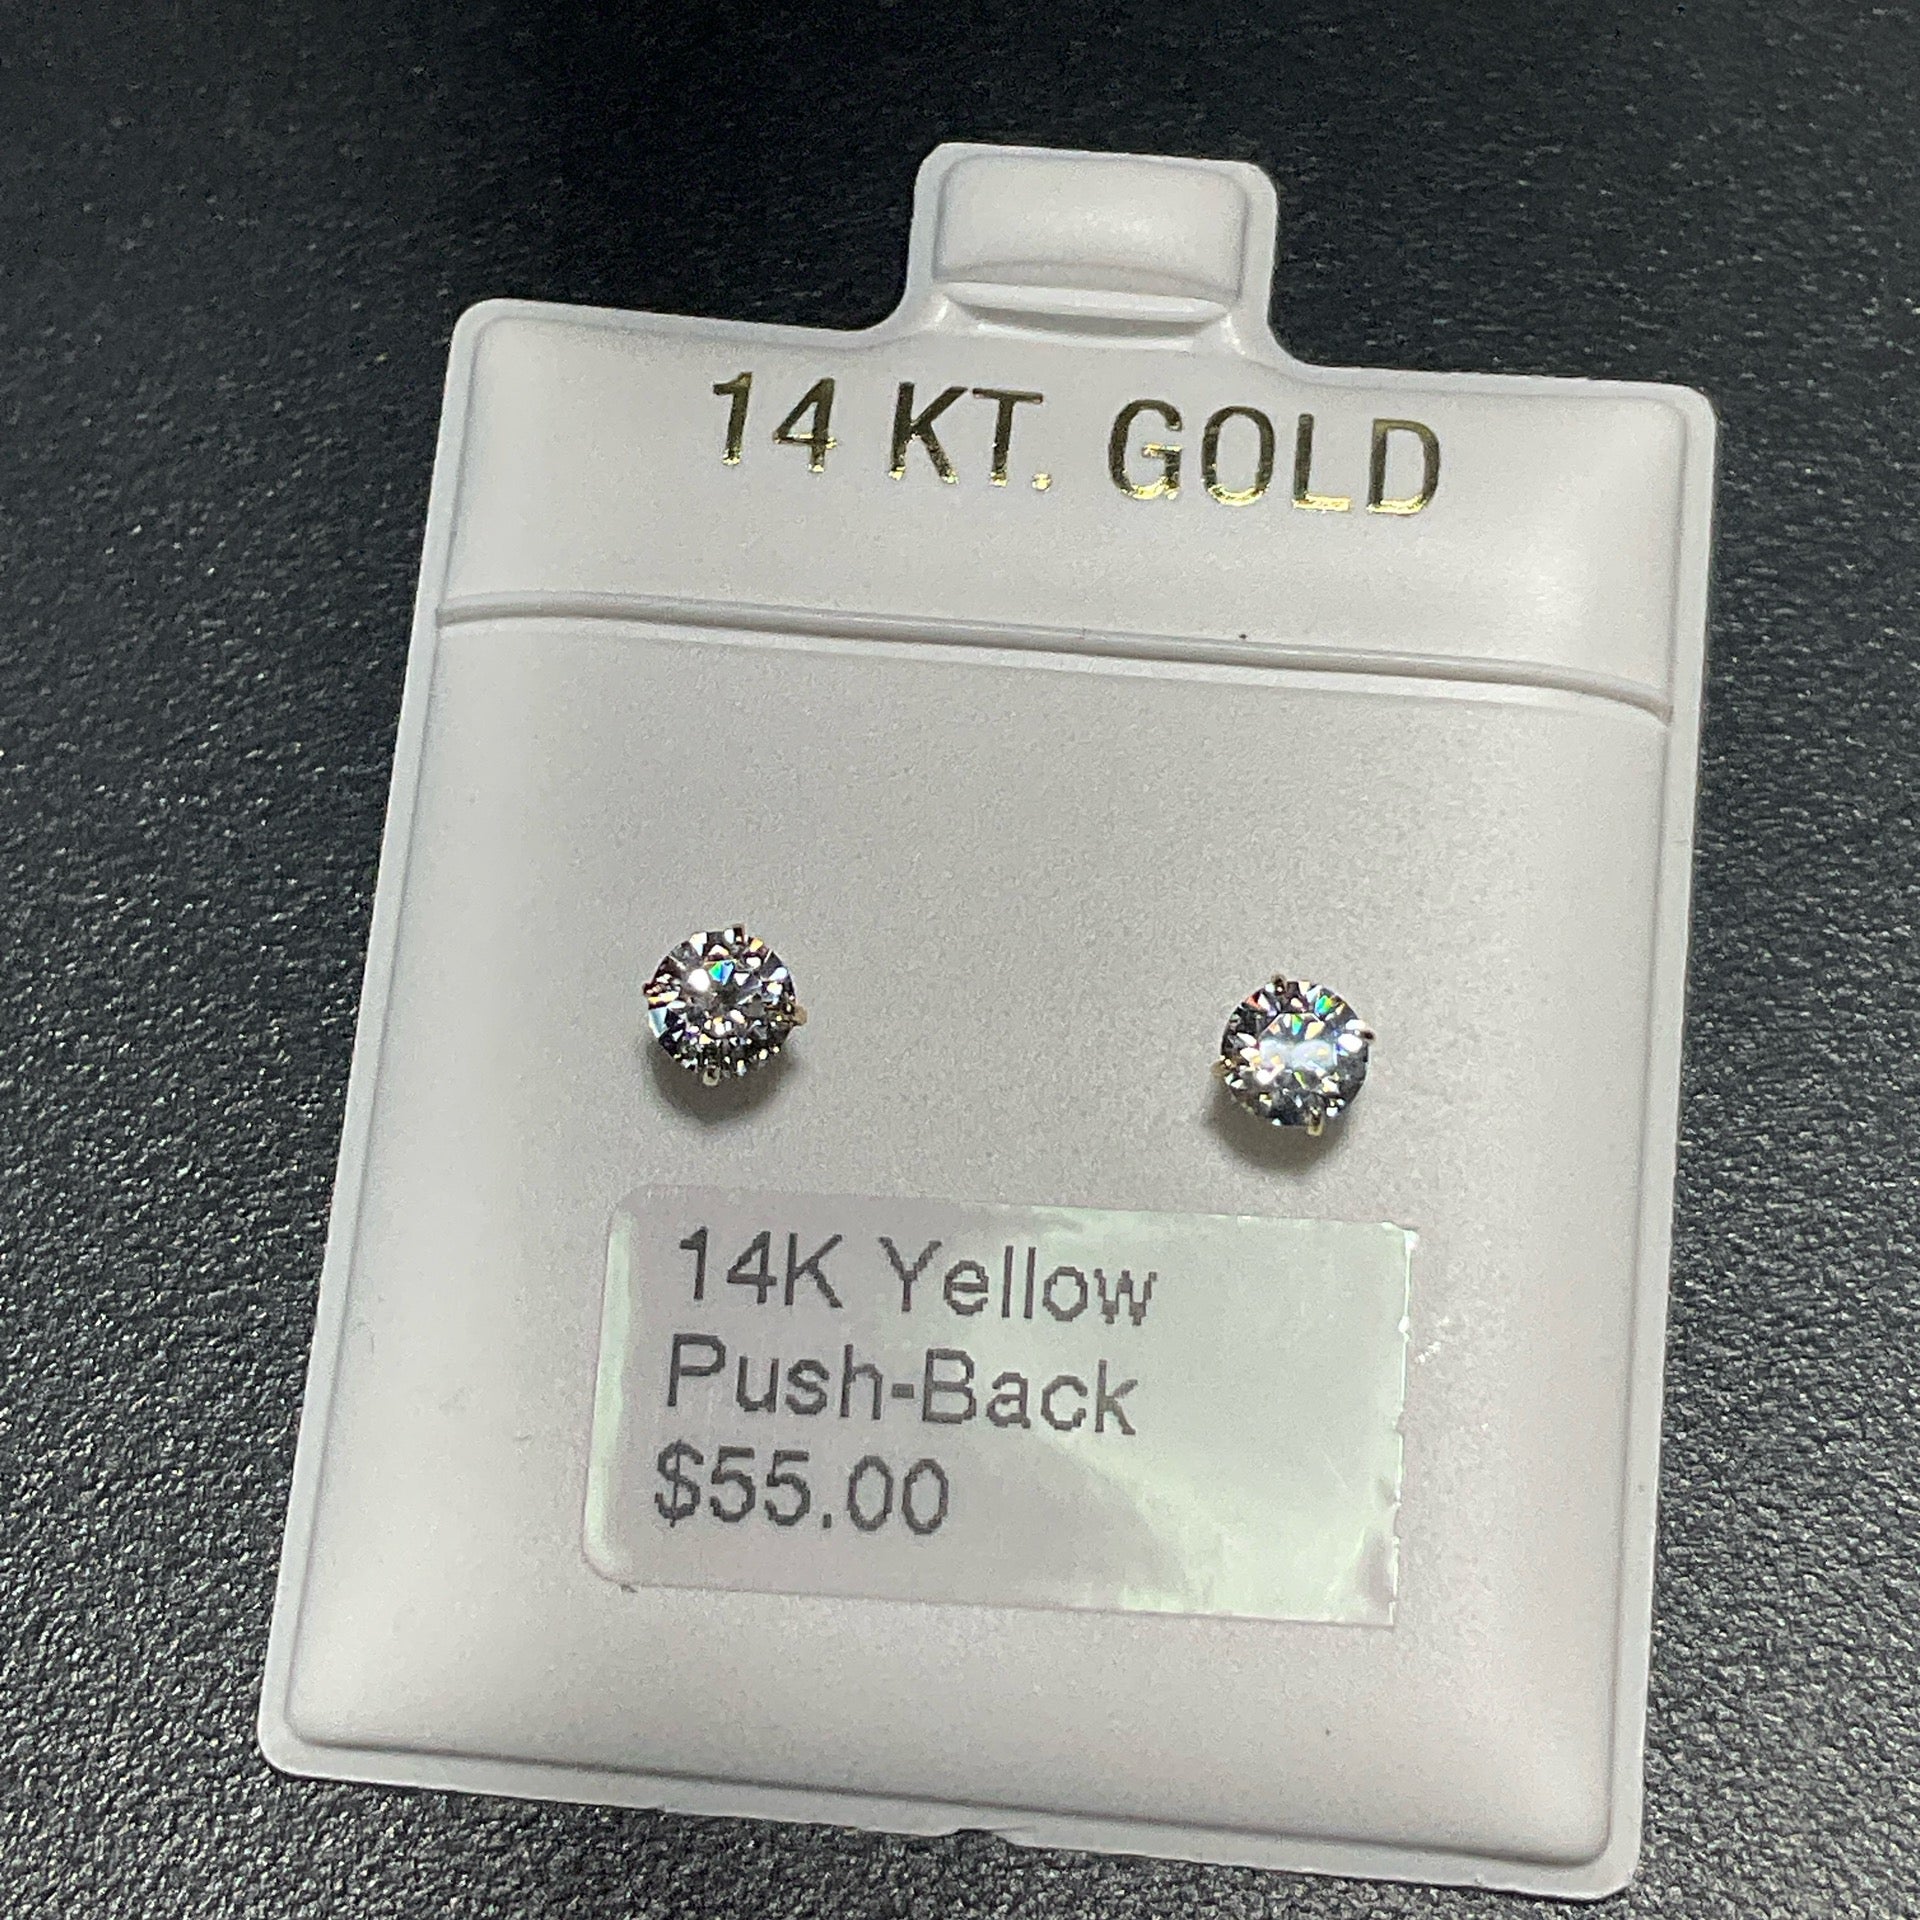 14 KT. GOLD
14K Yellow
Push-Back
$55.00